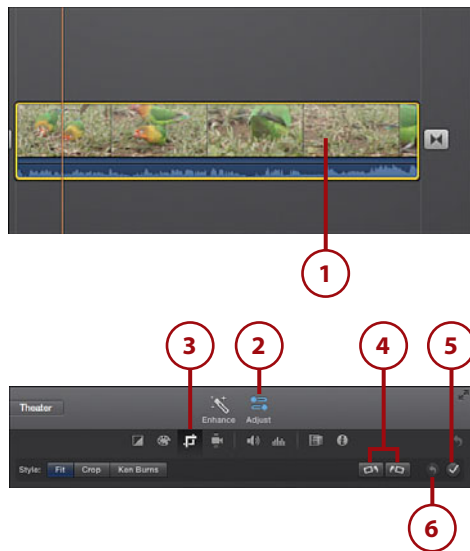 1
3
2
4
5
Theater
Enhance
Adjust
Style:
Fit
Crop
Ken Burns
6